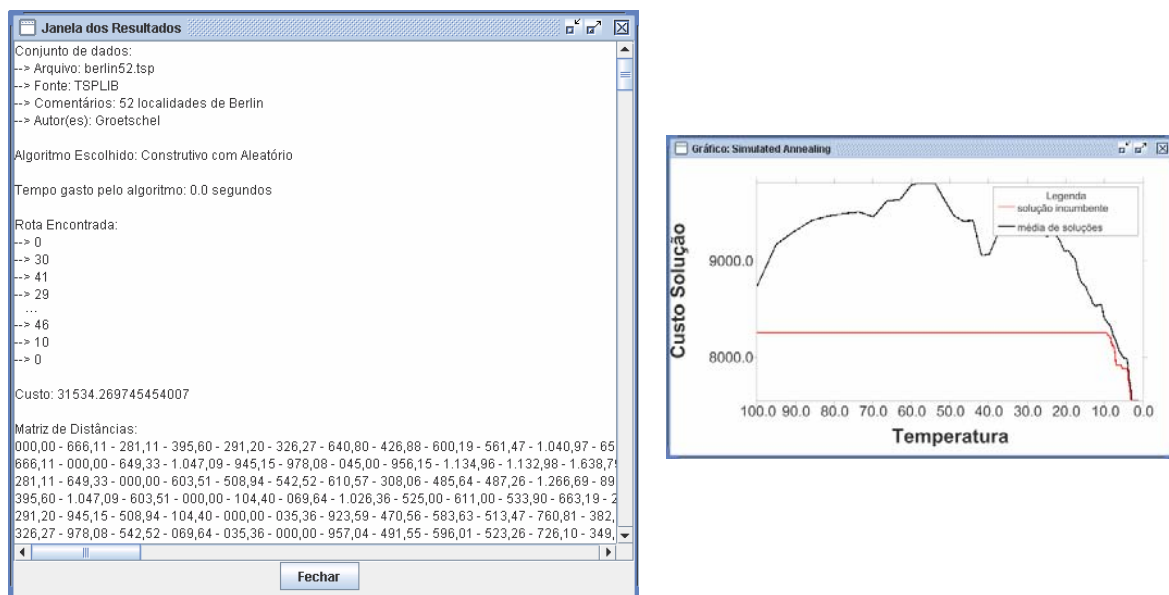 Janela dos Resultados
Conjunto de dados:
--> Arquivo: berlin52.tsp
--> Fonte: TSPLIB
--> Comentários: 52 localidades de Berlin
--> Autor(es): Groetschel
Algoritmo Escolhido: Construtivo com Aleatório
Tempo gasto pelo algoritmo: 0.0 segundos
Rota Encontrada:
--> 0
--> 30
--> 41
--> 29
...
--> 46
--> 10
--> 0
Custo: 31534.269745454007
Matriz de Distâncias:
000,00 - 666,11 - 281,11 - 395,60 - 291,20 - 326,27 - 640,80 - 426,88 - 600,19 - 561,47 - 1.040,97 - 65
666,11 - 000,00 - 649,33 - 1.047,09 - 945,15 - 978,08 - 045,00 - 956,15 - 1.134,96 - 1.132,98 - 1.638,79
281,11 - 649,33 - 000,00 - 603,51 - 508,94 - 542,52 - 610,57 - 308,06 - 485,64 - 487,26 - 1.266,69 - 89
395,60 - 1.047,09 - 603,51 - 000,00 - 104,40 - 069,64 - 1.026,36 - 525,00 - 611,00 - 533,90 - 663,19 - 2
291,20 - 945,15 - 508,94 - 104,40 - 000,00 - 035,36 - 923,59 - 470,56 - 583,63 - 513,47 - 760,81 - 382,
326,27 - 978,08 - 542,52 - 069,64 - 035,36 - 000,00 - 957,04 - 491,55 - 596,01 - 523,26 - 726,10 - 349,
Fechar
Gráfico: Simulated Annealing
Legenda
solução incumbente
média de soluções
Custo Solução
9000.0
8000.0
100.0 90.0 80.0 70.0 60.0 50.0 40.0 30.0 20.0 10.0 0.0
Temperatura